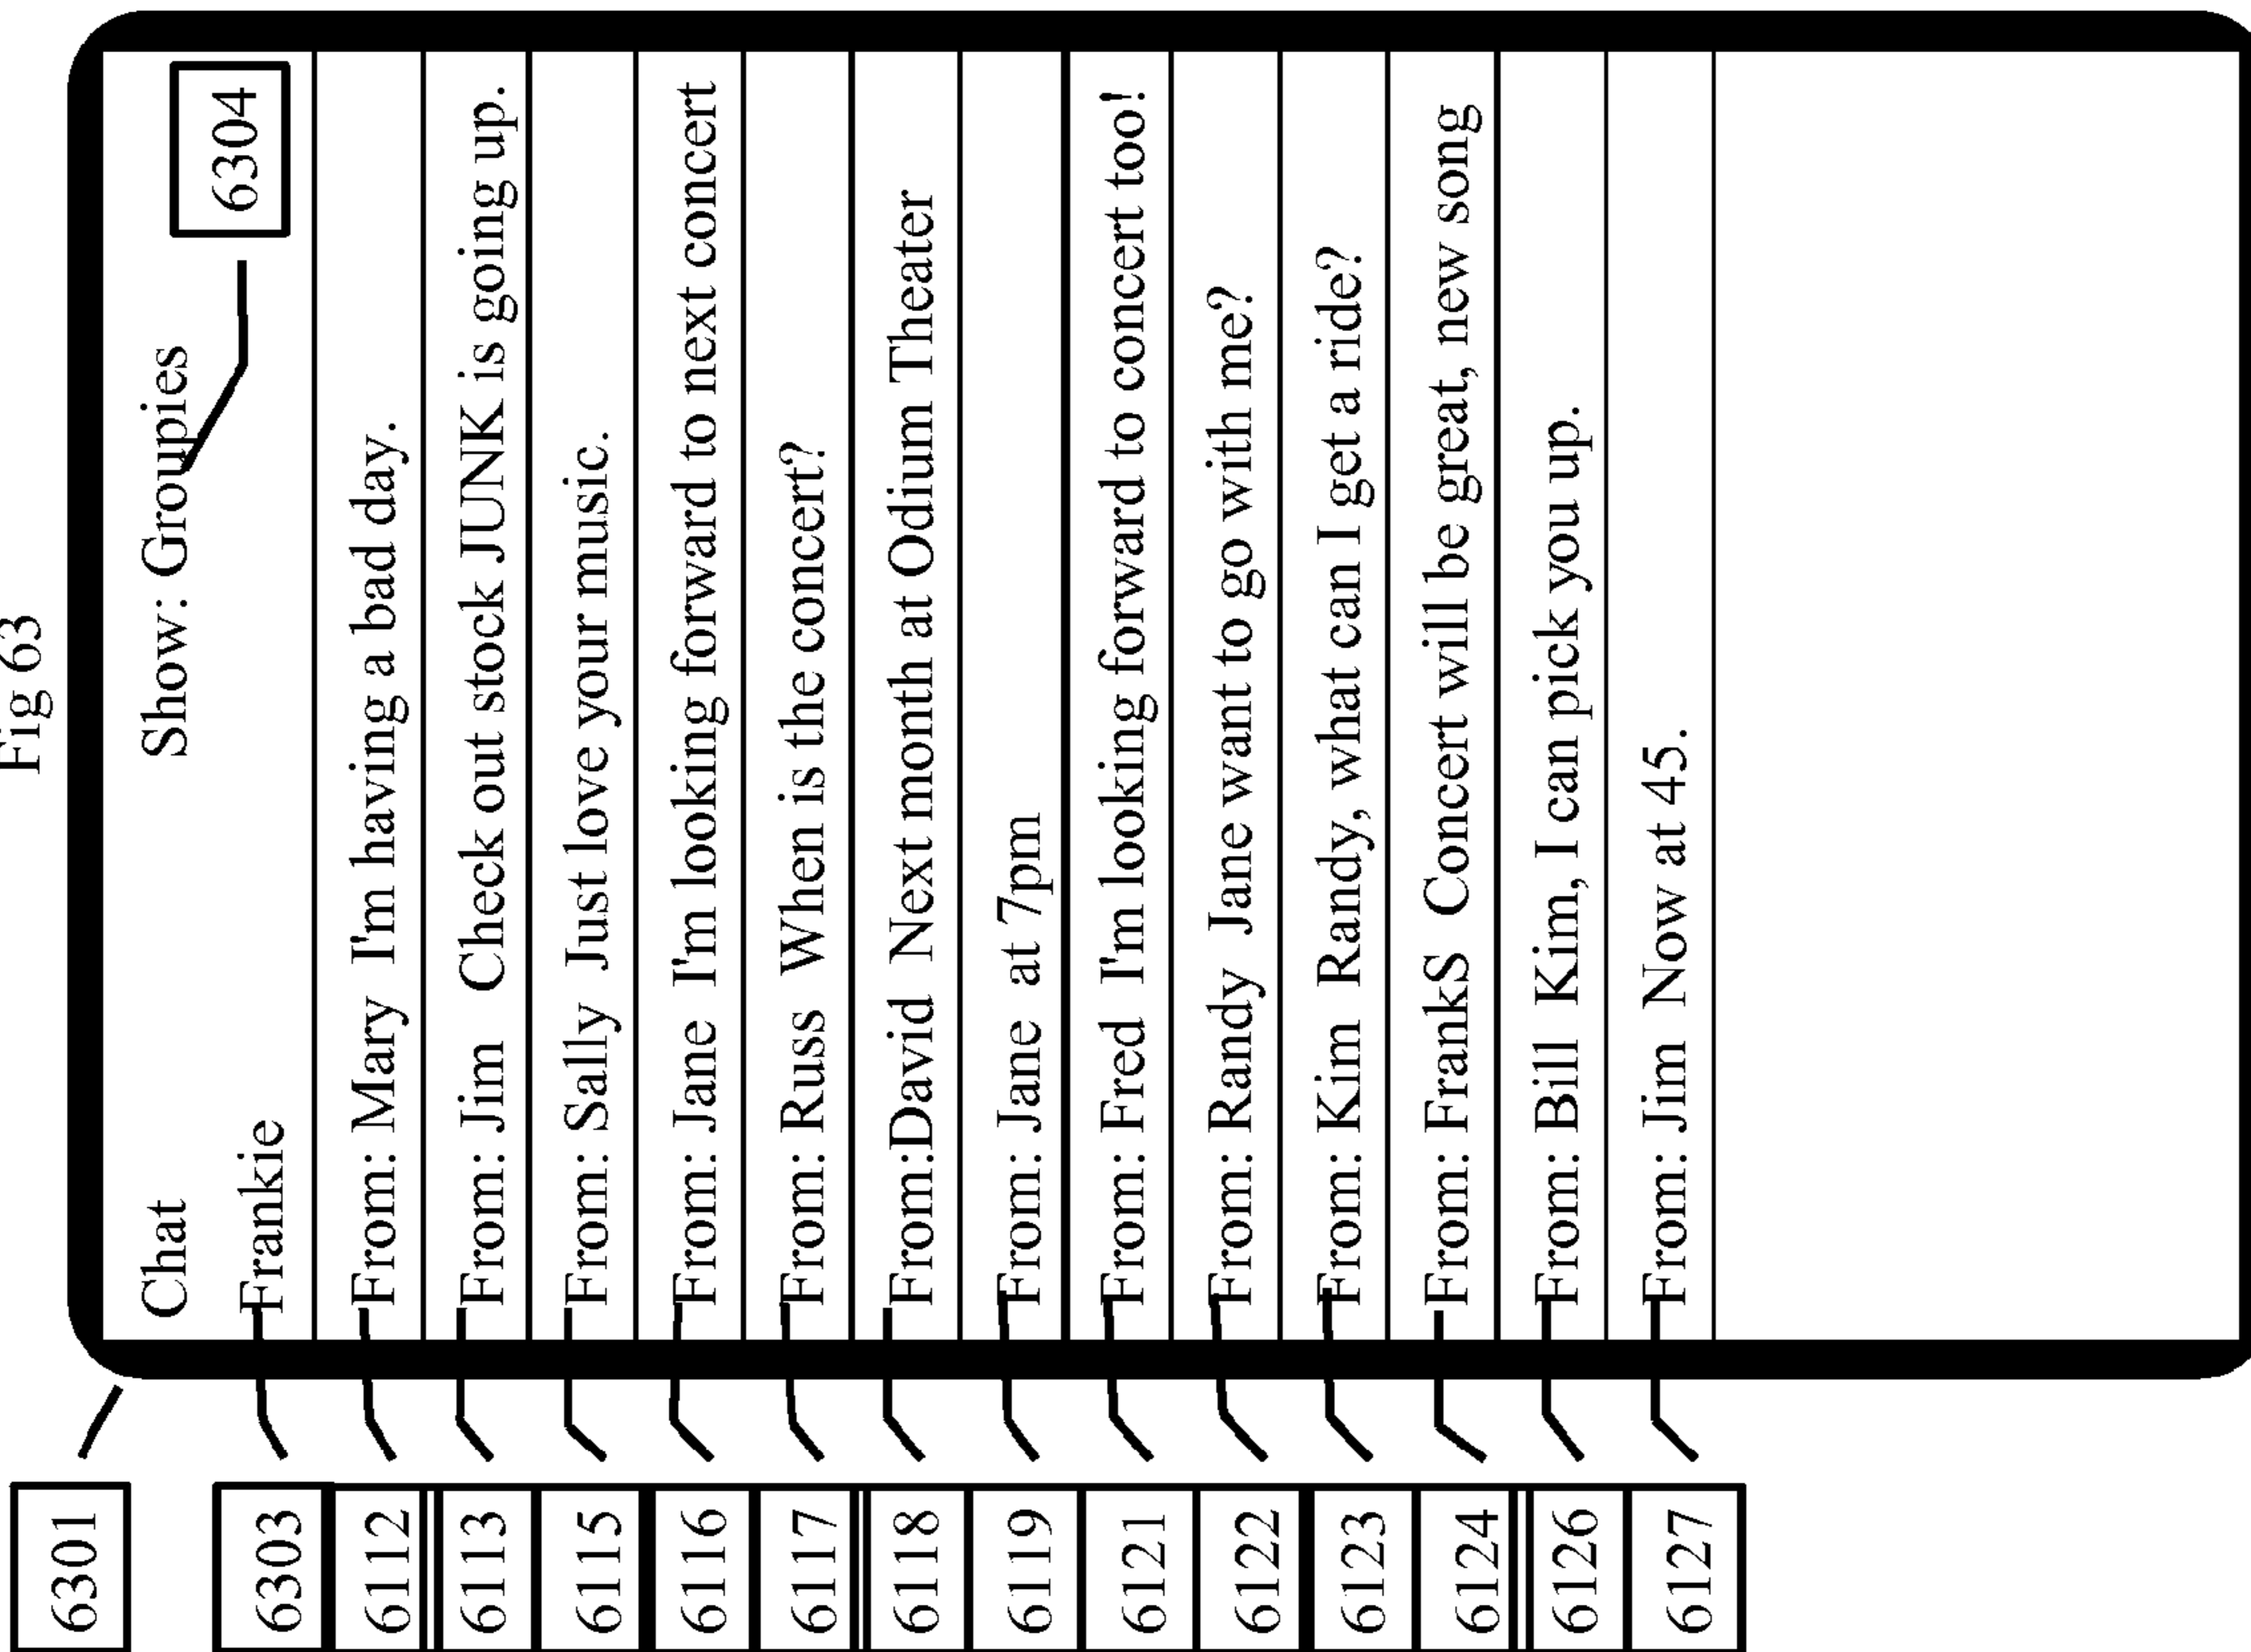 Fig 63
6301
Chat Show: Groupies
6303 Frankie 6304
6112 From: Mary I'm having a bad day.
6113 From: Jim Check out stock JUNK is going up.
6115 From: Sally Just love your music.
6116 From: Jane I'm looking forward to next concert
6117 From: Russ When is the concert?
6118 From:David Next month at Odium Theater
6119 From: Jane at 7pm
6121 From: Fred I'm looking forward to concert too!
6122 From: Randy Jane want to go with me?
6123 From: Kim Randy, what can I get a ride?
6124 From: FrankS Concert will be great, new song
6126 From: Bill Kim, I can pick you up.
6127 From: Jim Now at 45.